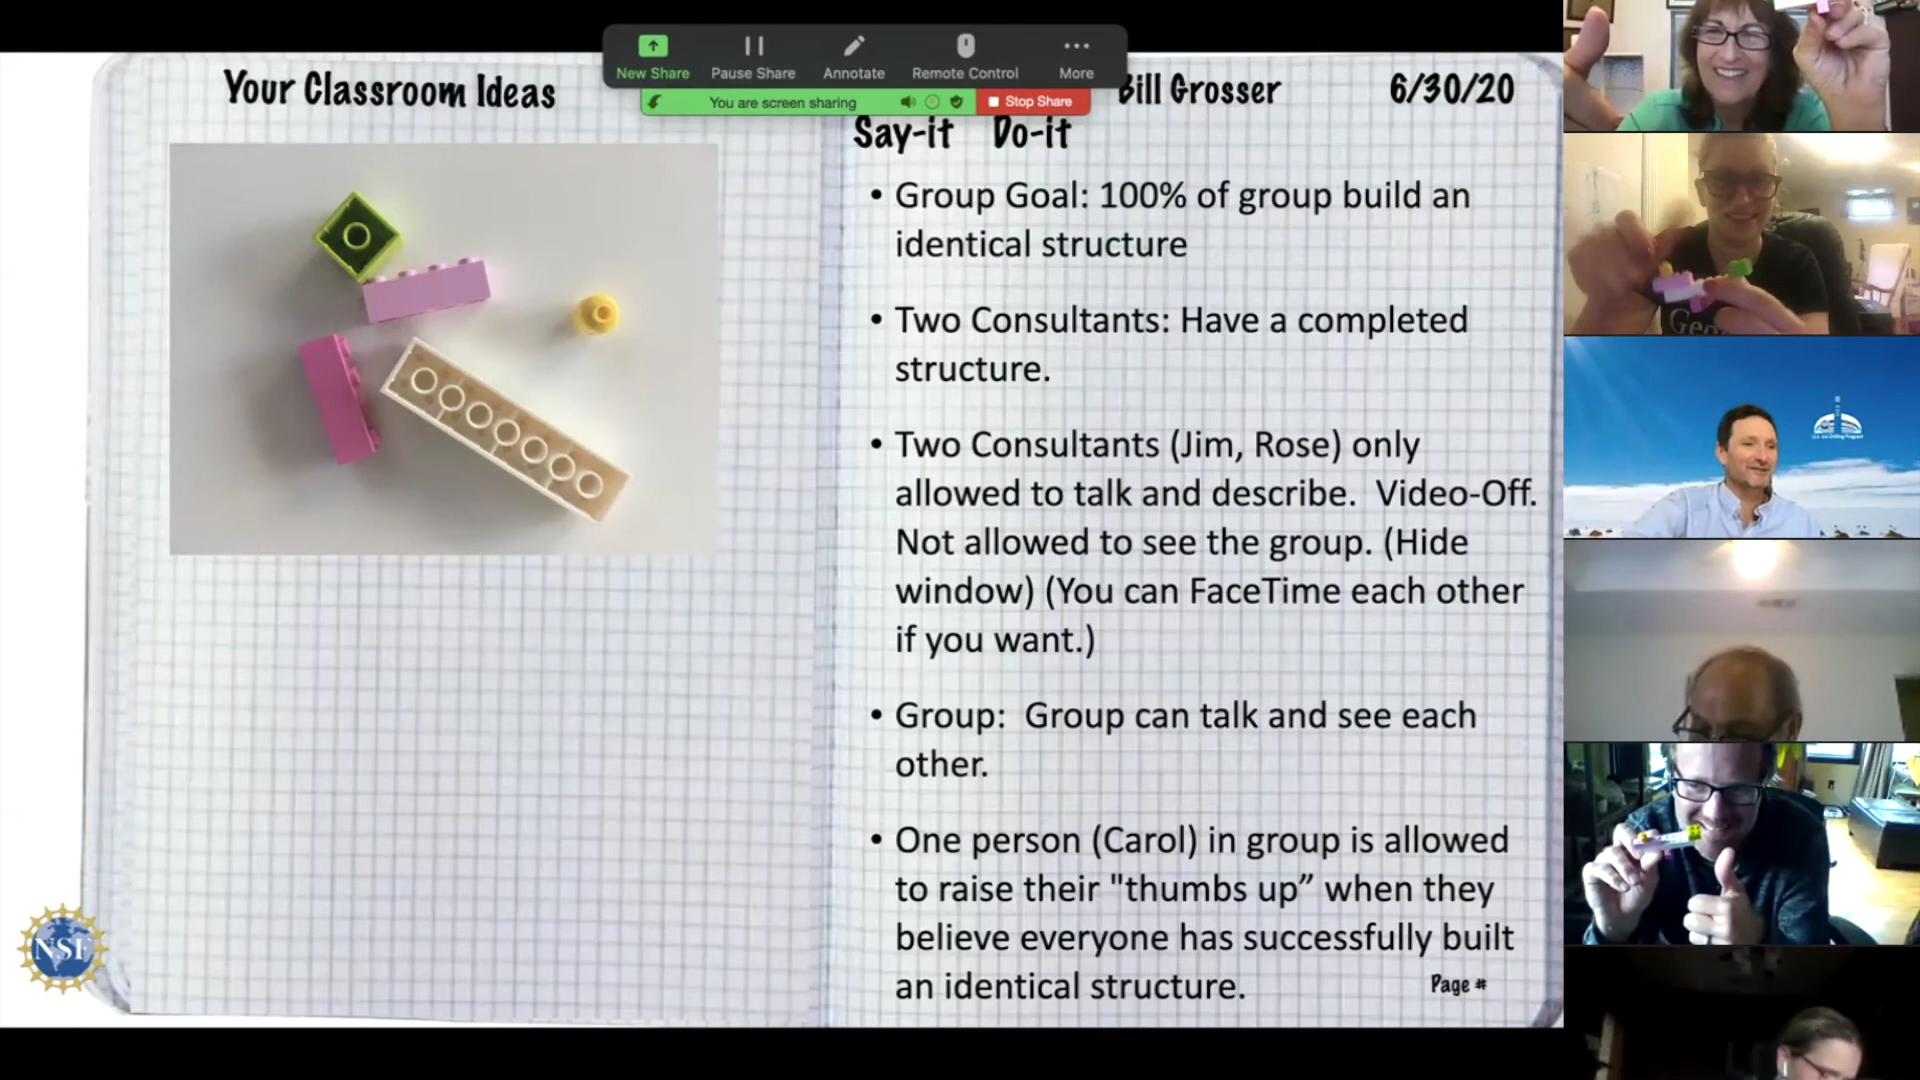 New Share Pause Share Annotate Remote Control More
You are screen sharing Stop Share
Your Classroom Ideas
Bill Grosser
6/30/20
Say-it Do-it
• Group Goal: 100% of group build an
identical structure
• Two Consultants: Have a completed
structure.
• Two Consultants (Jim, Rose) only
allowed to talk and describe. Video-Off.
Not allowed to see the group. (Hide
window) (You can FaceTime each other
if you want.)
• Group: Group can talk and see each
other.
• One person (Carol) in group is allowed
to raise their "thumbs up” when they
believe everyone has successfully built
an identical structure.
Page #
NSF